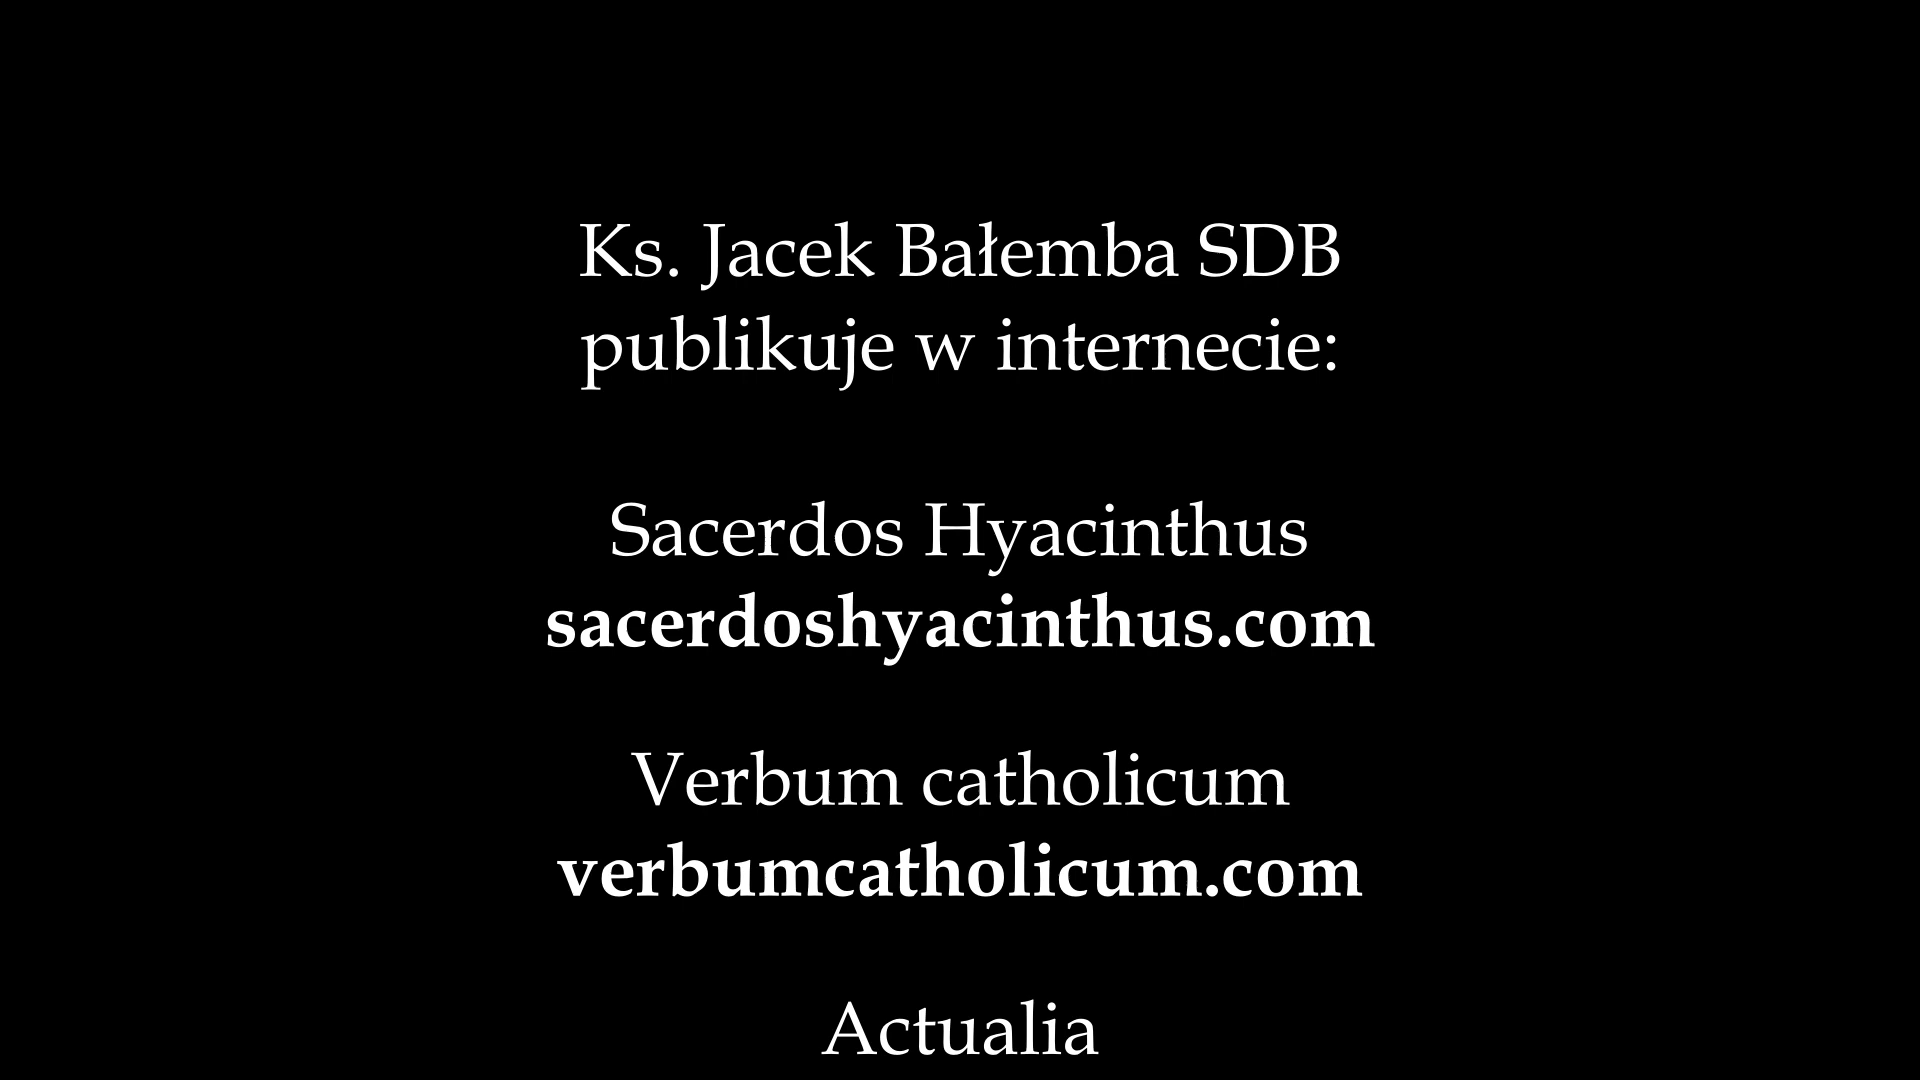 Ks. Jacek Bałemba SDB
publikuje w internecie:
Sacerdos Hyacinthus
sacerdoshyacinthus.com
Verbum catholicum
verbumcatholicum.com
Actualia